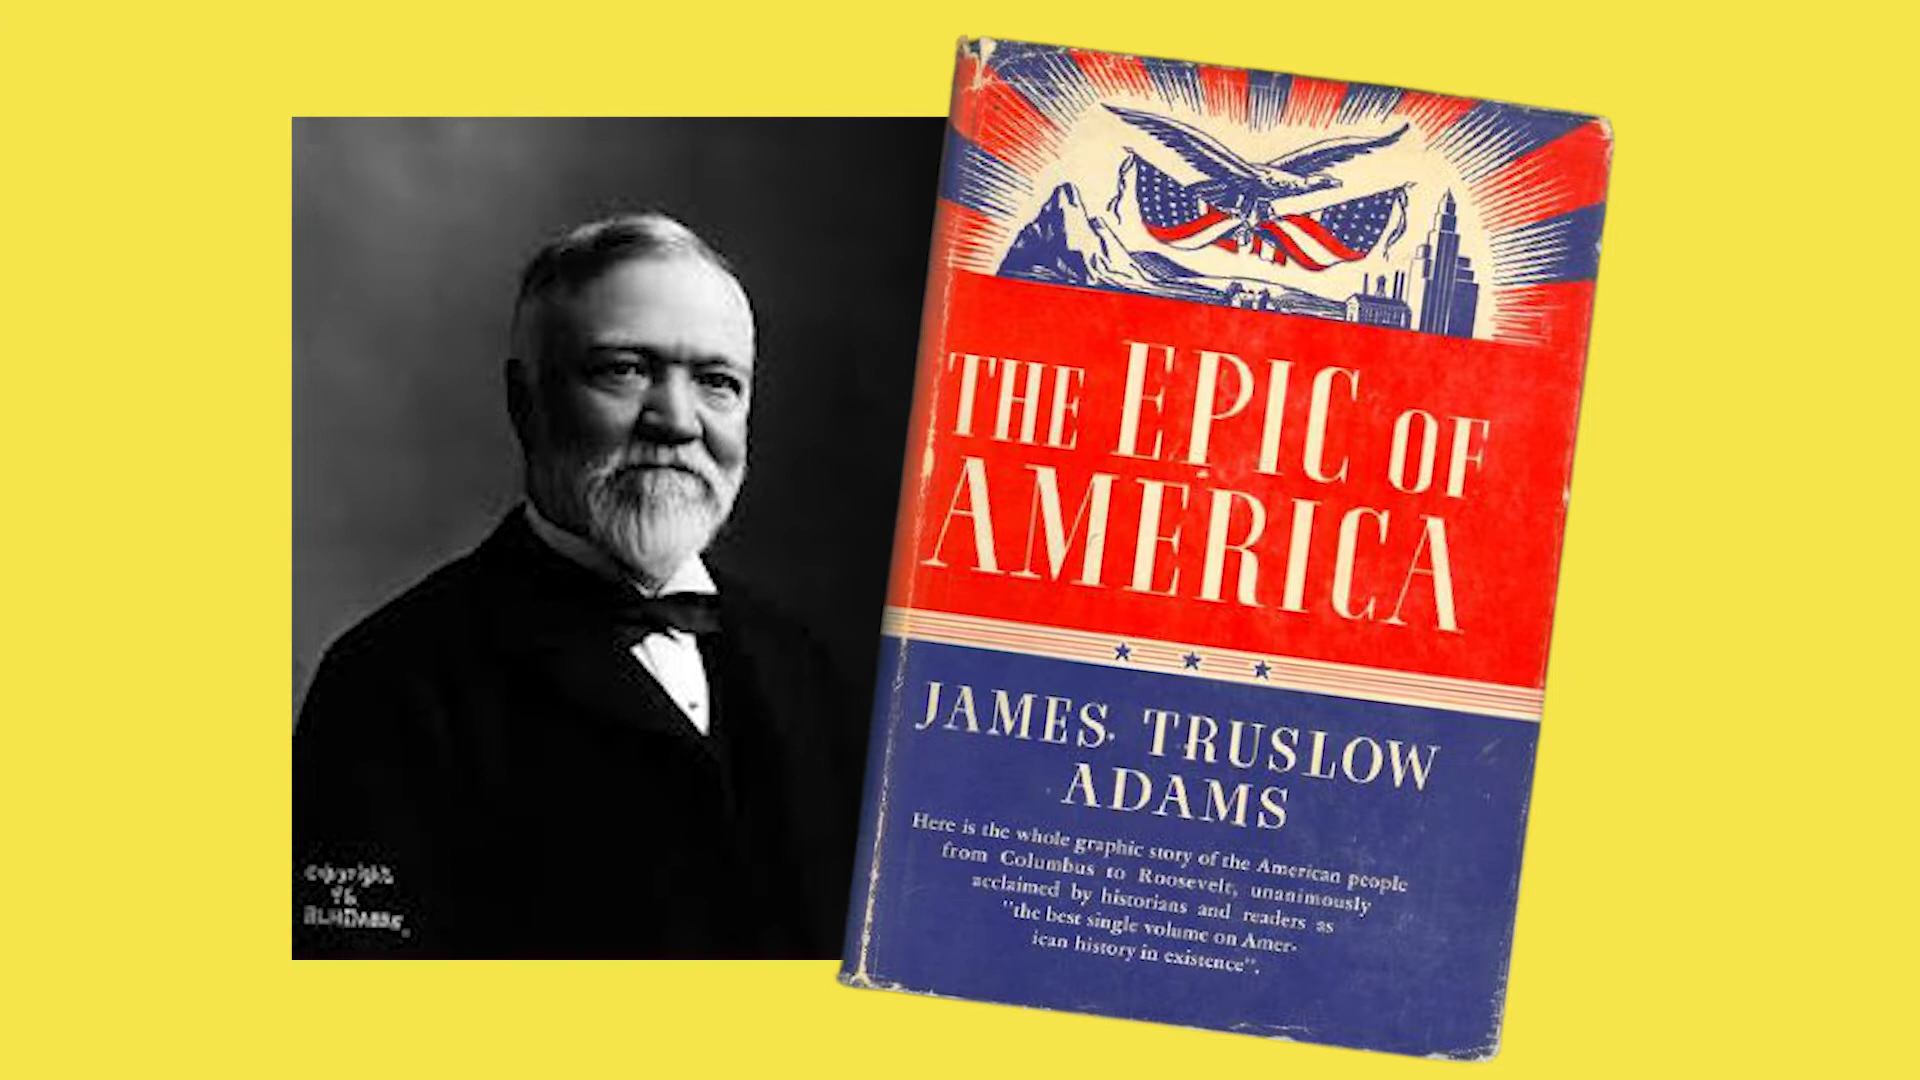 THE EPIC OF
AMERICA
JAMES TRUSLOW
ADAMS
Here is the whole graphic story of the American people
from Columbus to Roosevelt, unanimously
acclaimed by historians and readers as
"the best single volume on Amer-
ican history in existence".
Copyright